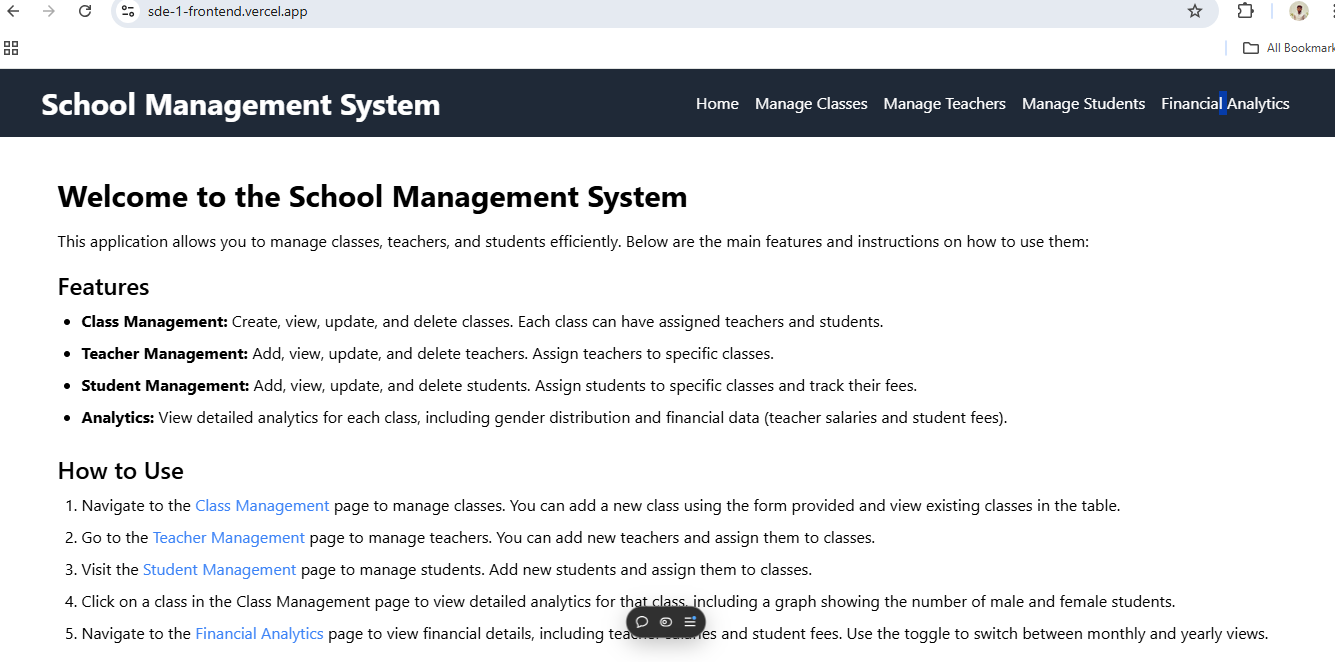 sde-1-frontend.vercel.app
All Bookmark
School Management System
Home Manage Classes Manage Teachers Manage Students Financial Analytics
Welcome to the School Management System
This application allows you to manage classes, teachers, and students efficiently. Below are the main features and instructions on how to use them:
Features
• Class Management: Create, view, update, and delete classes. Each class can have assigned teachers and students.
• Teacher Management: Add, view, update, and delete teachers. Assign teachers to specific classes.
• Student Management: Add, view, update, and delete students. Assign students to specific classes and track their fees.
• Analytics: View detailed analytics for each class, including gender distribution and financial data (teacher salaries and student fees).
How to Use
1. Navigate to the Class Management page to manage classes. You can add a new class using the form provided and view existing classes in the table.
2. Go to the Teacher Management page to manage teachers. You can add new teachers and assign them to classes.
3. Visit the Student Management page to manage students. Add new students and assign them to classes.
4. Click on a class in the Class Management page to view detailed analytics for that class, including a graph showing the number of male and female students.
5. Navigate to the Financial Analytics page to view financial details, including teacher salaries and student fees. Use the toggle to switch between monthly and yearly views.